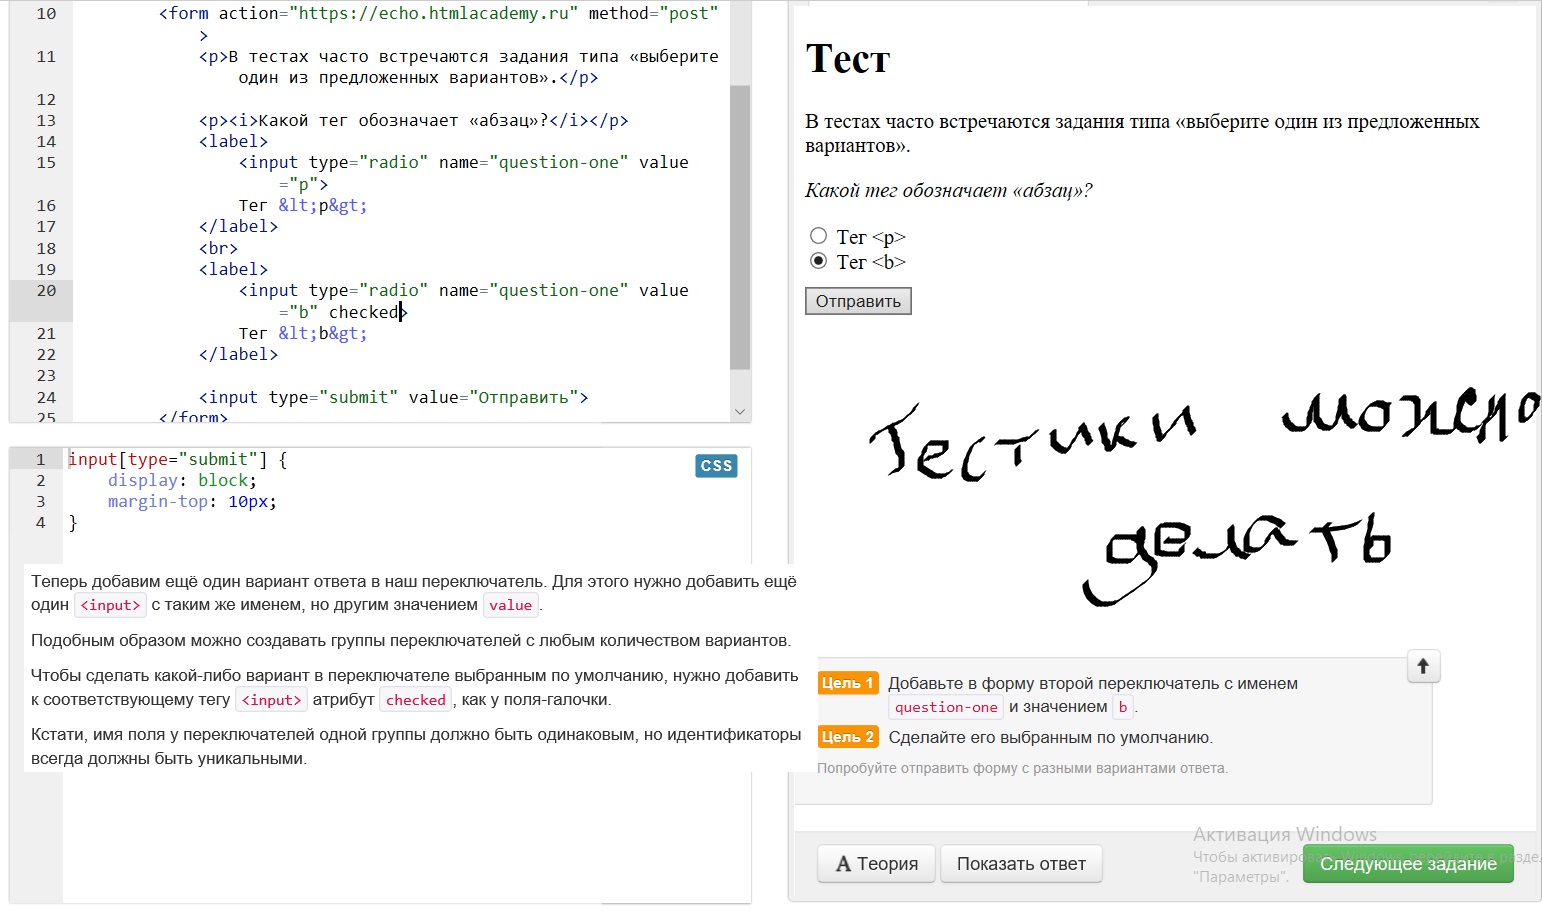 10 <form action="https://echo.htmlacademy.ru" method="post"
>
11 <p>В тестах часто встречаются задания типа «выберите
один из предложенных вариантов».</p>
12
13 <p><i>Какой тег обозначает «абзац»?</i></p>
14 <label>
15 <input type="radio" name="question-one" value
="p">
16 Тег &lt;p&gt;
17 </label>
18 <br>
19 <label>
20 <input type="radio" name="question-one" value
="b" checked>
21 Тег &lt;b&gt;
22 </label>
23
24 <input type="submit" value="Отправить">
25 </form>
CSS
1 input[type="submit"] {
2 display: block;
3 margin-top: 10px;
4 }
Теперь добавим ещё один вариант ответа в наш переключатель. Для этого нужно добавить ещё
один <input> с таким же именем, но другим значением value.
Подобным образом можно создавать группы переключателей с любым количеством вариантов.
Чтобы сделать какой-либо вариант в переключателе выбранным по умолчанию, нужно добавить
к соответствующему тегу <input> атрибут checked, как у поля-галочки.
Кстати, имя поля у переключателей одной группы должно быть одинаковым, но идентификаторы
всегда должны быть уникальными.
Тест
В тестах часто встречаются задания типа «выберите один из предложенных
вариантов».
Какой тег обозначает «абзац»?
Тег <p>
Тег <b>
Отправить
Тестики можно
делать
Цель 1 Добавьте в форму второй переключатель с именем
question-one и значением b.
Цель 2 Сделайте его выбранным по умолчанию.
Попробуйте отправить форму с разными вариантами ответа.
Активация Windows
Чтобы активировать Windows, перейдите в раздел
"Параметры".
А Теория
Показать ответ
Следующее задание